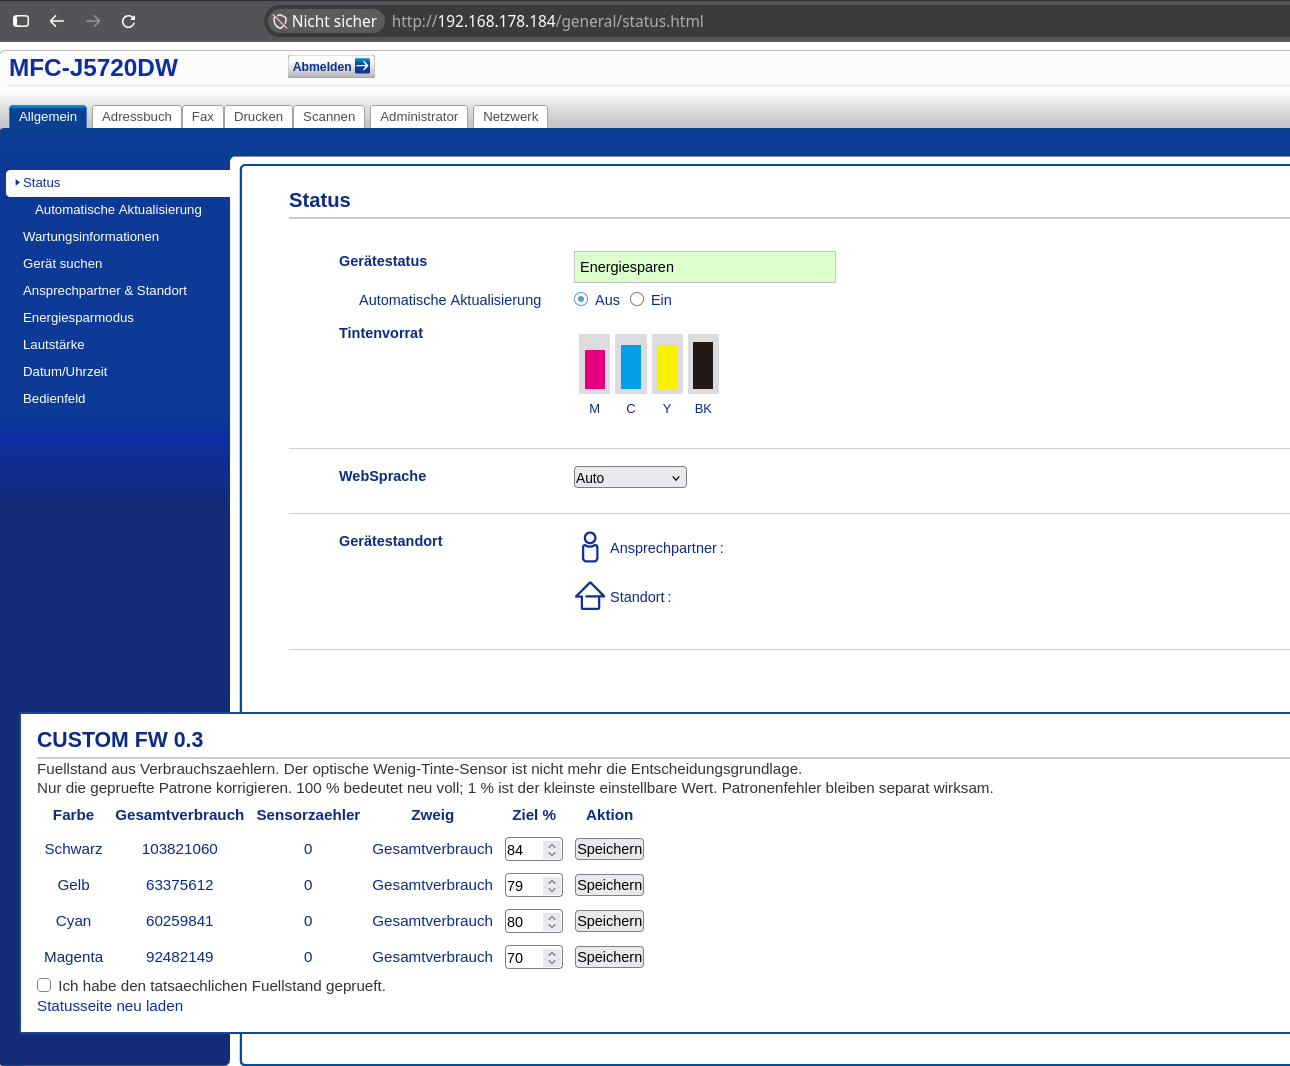 Nicht sicher http://192.168.178.184/general/status.html
MFC-J5720DW
Abmelden
Allgemein Adressbuch Fax Drucken Scannen Administrator Netzwerk
Status
Automatische Aktualisierung
Wartungsinformationen
Gerät suchen
Ansprechpartner & Standort
Energiesparmodus
Lautstärke
Datum/Uhrzeit
Bedienfeld
Status
Gerätestatus Energiesparen
Automatische Aktualisierung Aus Ein
Tintenvorrat
M C Y BK
WebSprache Auto
Gerätestandort Ansprechpartner :
Standort :
CUSTOM FW 0.3
Fuellstand aus Verbrauchszaehlern. Der optische Wenig-Tinte-Sensor ist nicht mehr die Entscheidungsgrundlage.
Nur die gepruefte Patrone korrigieren. 100 % bedeutet neu voll; 1 % ist der kleinste einstellbare Wert. Patronenfehler bleiben separat wirksam.
Farbe Gesamtverbrauch Sensorzaehler Zweig Ziel % Aktion
Schwarz 103821060 0 Gesamtverbrauch 84 Speichern
Gelb 63375612 0 Gesamtverbrauch 79 Speichern
Cyan 60259841 0 Gesamtverbrauch 80 Speichern
Magenta 92482149 0 Gesamtverbrauch 70 Speichern
Ich habe den tatsaechlichen Fuellstand geprueft.
Statusseite neu laden